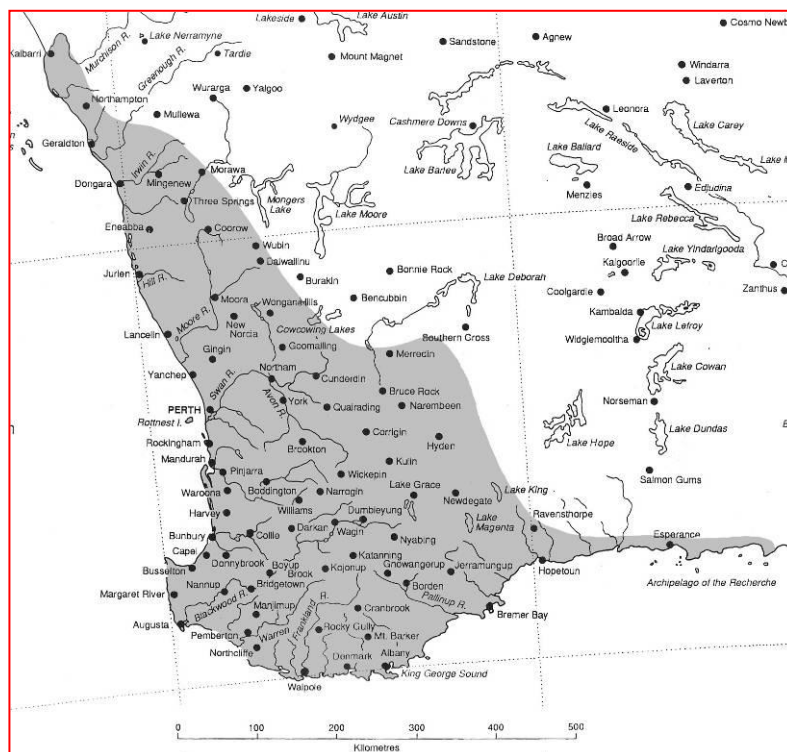 Lakeside
Lake Austin
Cosmo Newb
Lake Nerramyne
Sandstone
Agnew
Kalbarri
Murchison R.
Tardie
Mount Magnet
Windarra
Greenough R.
Laverton
Wurarga
Yalgoo
Northampton
Mullewa
Leonora
Wydgee
Cashmere Downs
Lake Carey
Geraldton
Lake Raeside
Irwin R.
Lake Ballard
Lake Barlee
Morawa
Dongara
Mingenew
Menzies
Edjudina
Three Springs
Mongers
Lake
Lake Moore
Lake Rebecca
Eneabba
Coorow
Broad Arrow
Lake Yindarlgooda
Wubin
Dalwallinu
Kalgoorlie
Jurien
Hill R.
Burakin
Bonnie Rock
Lake Deborah
Zanthus
Coolgardie
Moora
Wongan Hills
Bencubbin
Kambalda
Moore R.
New
Norcia
Cowcowing Lakes
Southern Cross
Lake Lefroy
Lancelin
Widgiemooltha
Gingin
Goomalling
Merredin
Lake Cowan
Yanchep
Swan R.
Northam
Cunderdin
Bruce Rock
Norseman
PERTH
Avon R.
York
Quairading
Narembeen
Rottnest I.
Lake Dundas
Rockingham
Corrigin
Hyden
Lake Hope
Brookton
Mandurah
Kulin
Pinjarra
Wickepin
Salmon Gums
Boddington
Lake Grace
Lake King
Waroona
Narrogin
Newdegate
Williams
Dumbleyung
Ravensthorpe
Harvey
Lake
Magenta
Darkan
Wagin
Bunbury
Collie
Nyabing
Esperance
Capel
Katanning
Busselton
Donnybrook
Boyup
Brook
Kojonup
Gnowangerup
Jerramungup
Hopetoun
Nannup
Bridgetown
Borden
Archipelago of the Recherche
Margaret River
Blackwood R.
Pallinup R.
Manjimup
Frankland
R.
Cranbrook
Bremer Bay
Augusta
Pemberton
Warren
Rocky Gully
Mt. Barker
Northcliffe
Denmark
Albany
King George Sound
Walpole
0 100 200 300 400 500
Kilometres